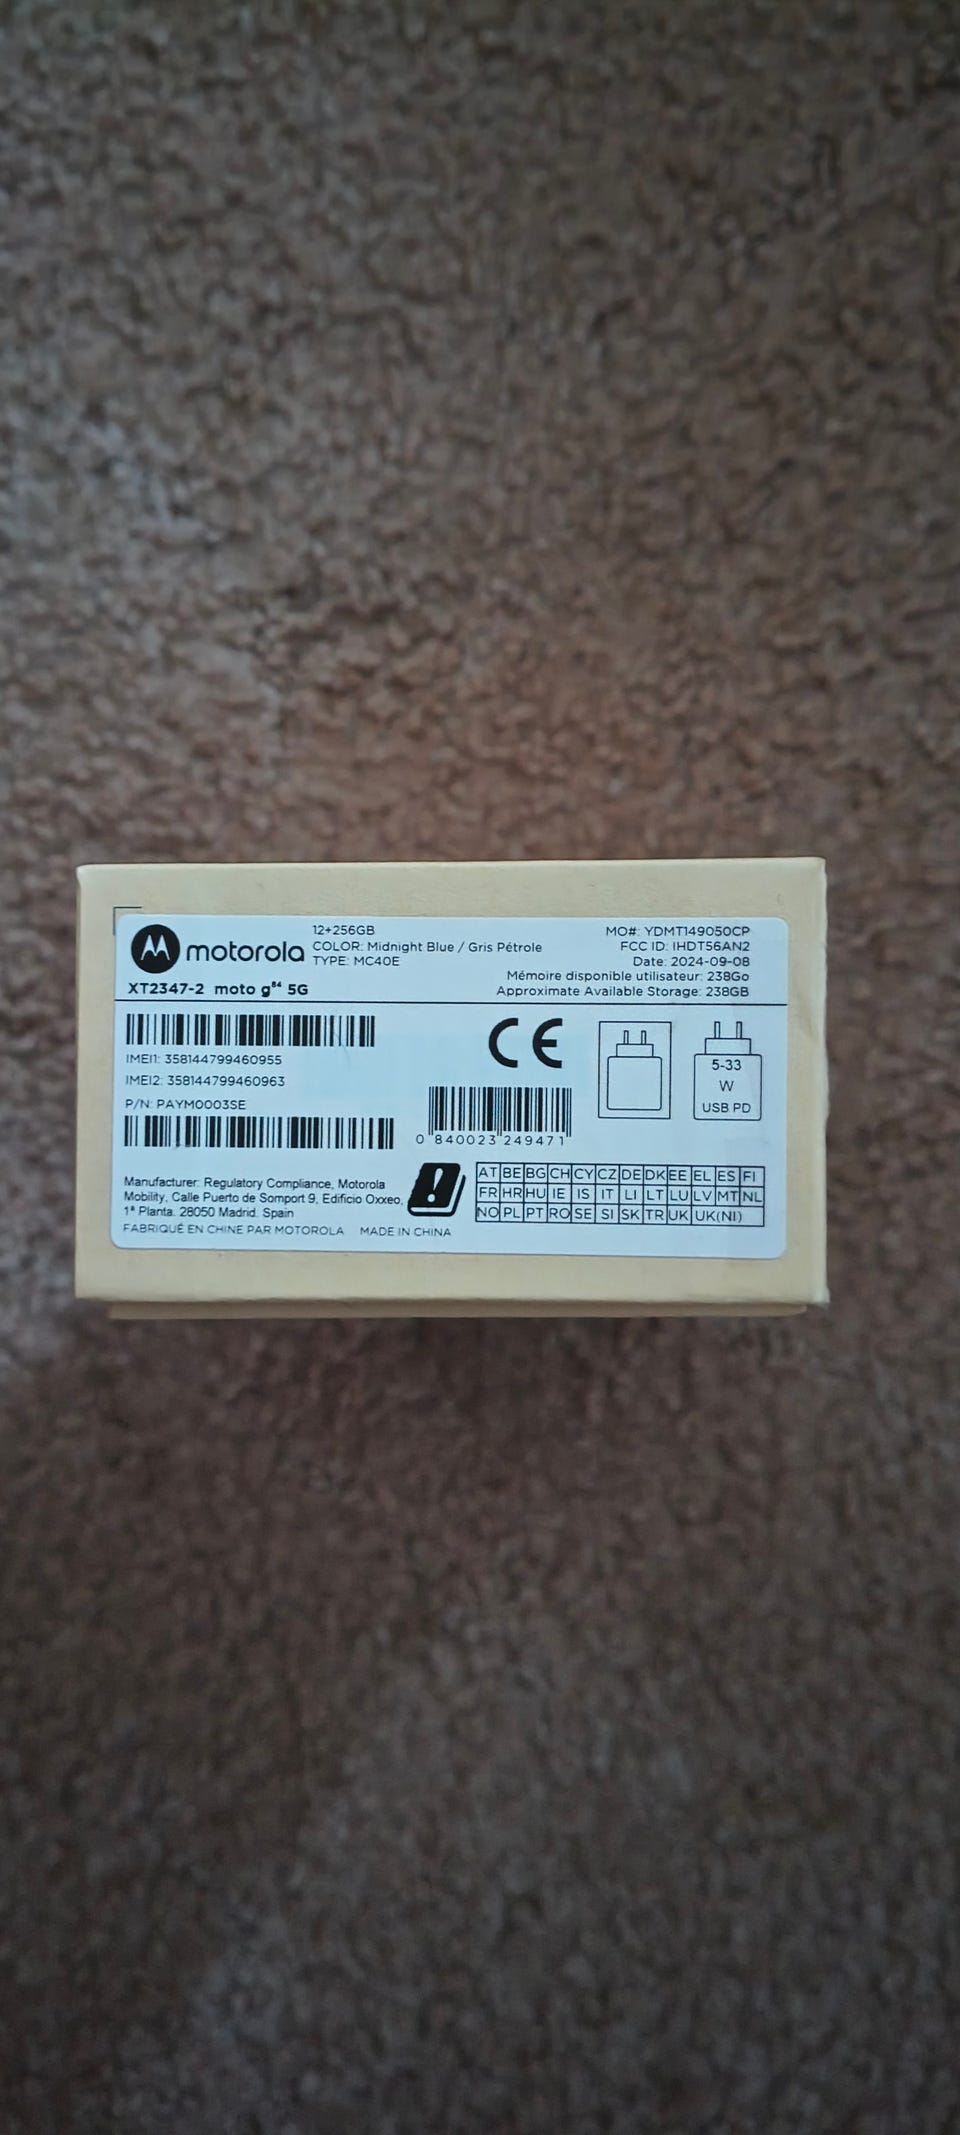 motorola
12+256GB
COLOR: Midnight Blue / Gris Pétrole
TYPE: MC40E
MO#: YDMT149050CP
FCC ID: IHDT56AN2
Date: 2024-09-08
Mémoire disponible utilisateur: 238Go
Approximate Available Storage: 238GB
XT2347-2 moto g⁸⁴ 5G
IMEI1: 358144799460955
IMEI2: 358144799460963
P/N: PAYM0003SE
CE
5-33
W
USB PD
0 840023 249471
Manufacturer: Regulatory Compliance, Motorola
Mobility, Calle Puerto de Somport 9, Edificio Oxxeo,
1ª Planta. 28050 Madrid. Spain
FABRIQUÉ EN CHINE PAR MOTOROLA MADE IN CHINA
AT BE BG CH CY CZ DE DK EE EL ES FI
FR HR HU IE IS IT LI LT LU LV MT NL
NO PL PT RO SE SI SK TR UK UK(NI)